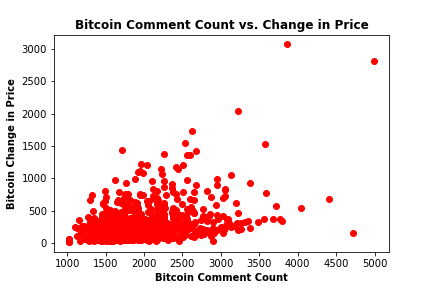 Bitcoin Comment Count vs. Change in Price
Bitcoin Change in Price
3000
2500
2000
1500
1000
500
0
1000 1500 2000 2500 3000 3500 4000 4500 5000
Bitcoin Comment Count